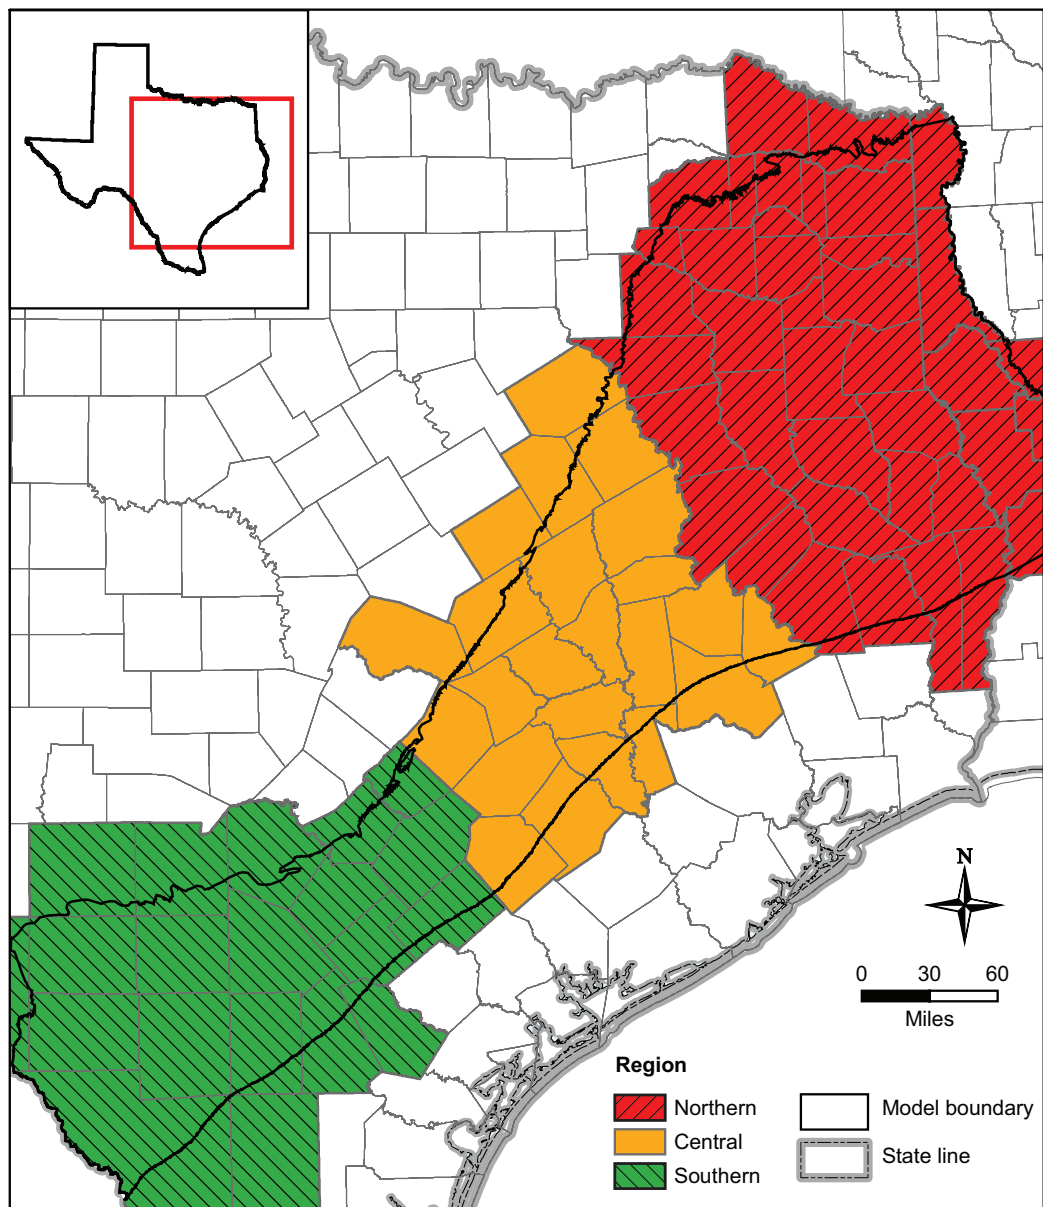 N
0 30 60
Miles
Region
Northern
Central
Southern
Model boundary
State line